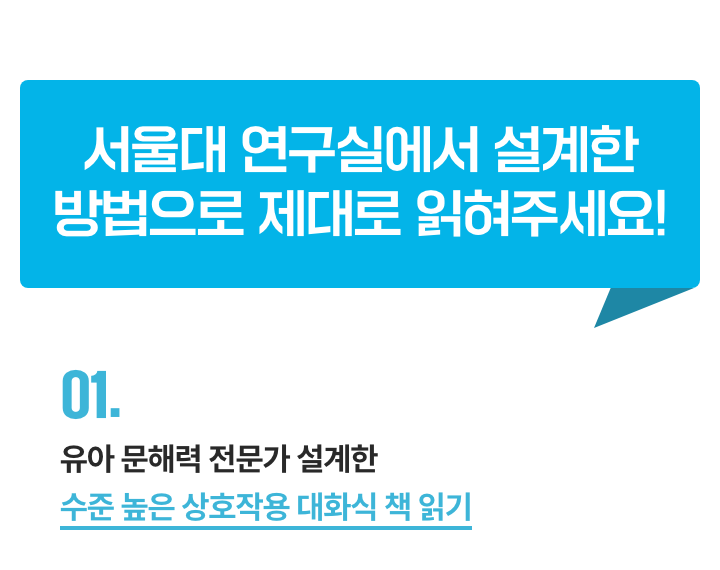 서울대 연구실에서 설계한
방법으로 제대로 읽혀주세요!
01.
유아 문해력 전문가 설계한
수준 높은 상호작용 대화식 책 읽기